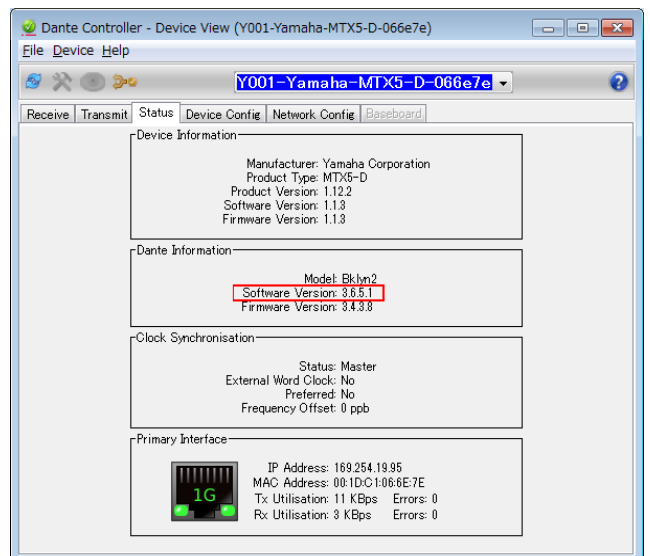 Dante Controller - Device View (Y001-Yamaha-MTX5-D-066e7e)
File Device Help
Y001-Yamaha-MTX5-D-066e7e
Receive Transmit Status Device Config Network Config Baseboard
Device Information
Manufacturer: Yamaha Corporation
Product Type: MTX5-D
Product Version: 1.12.2
Software Version: 1.1.3
Firmware Version: 1.1.3
Dante Information
Model: Bklyn2
Software Version: 3.6.5.1
Firmware Version: 3.4.3.8
Clock Synchronisation
Status: Master
External Word Clock: No
Preferred: No
Frequency Offset: 0 ppb
Primary Interface
1G
IP Address: 169.254.19.95
MAC Address: 00:1D:C1:06:6E:7E
Tx Utilisation: 11 KBps Errors: 0
Rx Utilisation: 3 KBps Errors: 0